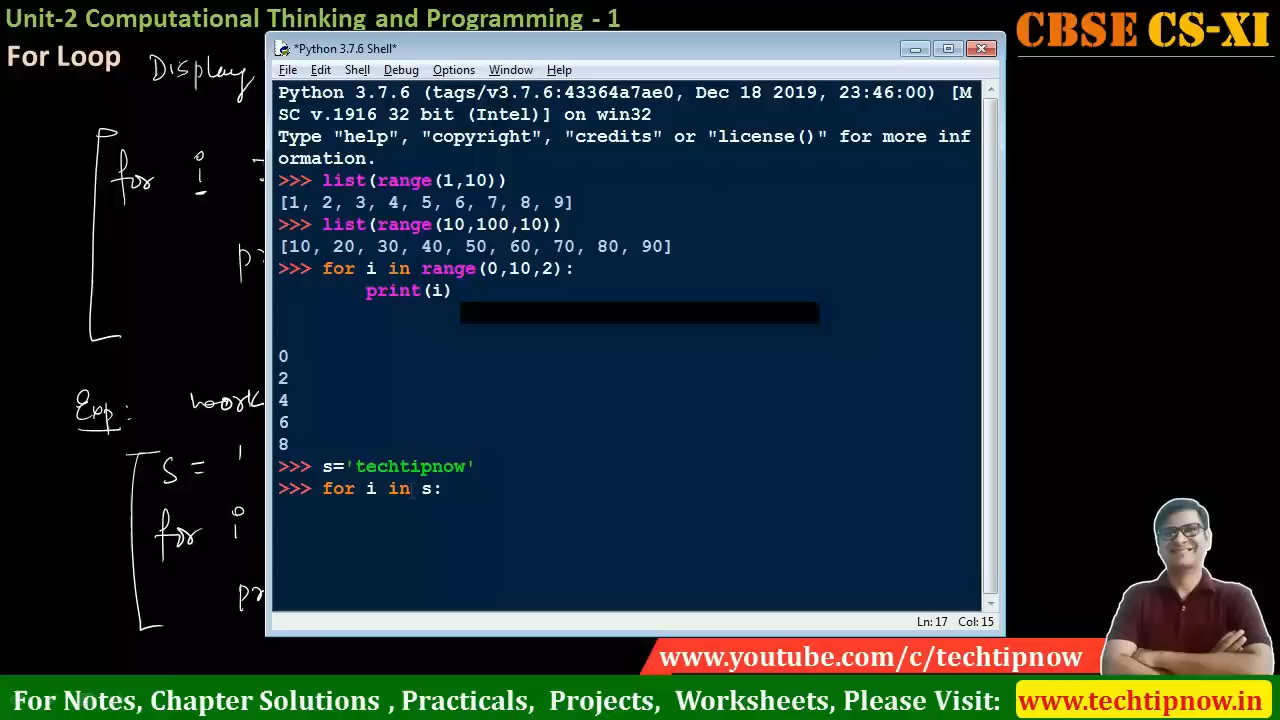 Unit-2 Computational Thinking and Programming - 1
CBSE CS-XI
For Loop
Display
for i
Exp: work
s = '
for i
pr
*Python 3.7.6 Shell*
File Edit Shell Debug Options Window Help
Python 3.7.6 (tags/v3.7.6:43364a7ae0, Dec 18 2019, 23:46:00) [M
SC v.1916 32 bit (Intel)] on win32
Type "help", "copyright", "credits" or "license()" for more inf
ormation.
>>> list(range(1,10))
[1, 2, 3, 4, 5, 6, 7, 8, 9]
>>> list(range(10,100,10))
[10, 20, 30, 40, 50, 60, 70, 80, 90]
>>> for i in range(0,10,2):
print(i)
0
2
4
6
8
>>> s='techtipnow'
>>> for i in s:
Ln: 17 Col: 15
www.youtube.com/c/techtipnow
For Notes, Chapter Solutions , Practicals, Projects, Worksheets, Please Visit: www.techtipnow.in